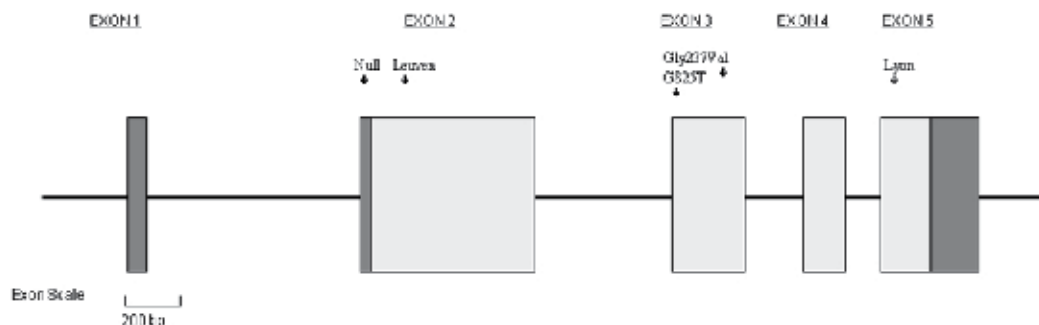 EXON 1 EXON 2 EXON 3 EXON 4 EXON 5
Null Leuven Gly237Val Lyon
G825T
Exon Scale
200 bp